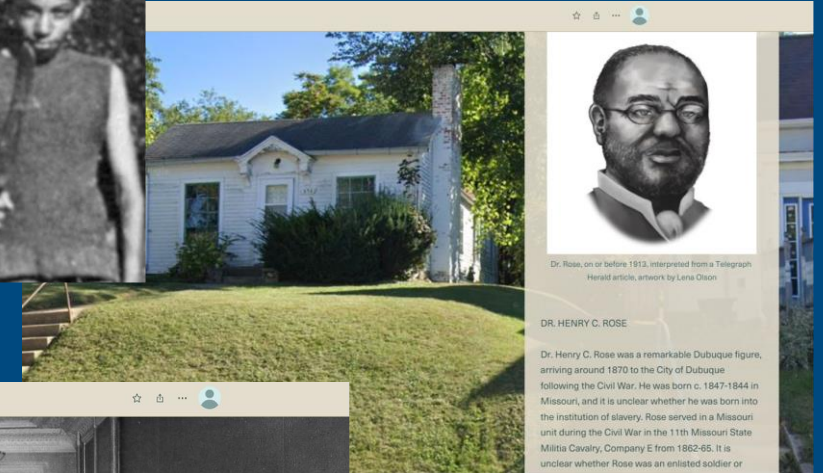 Dr. Rose, on or before 1913, interpreted from a Telegraph
Herald article, artwork by Lena Olson
DR. HENRY C. ROSE
Dr. Henry C. Rose was a remarkable Dubuque figure,
arriving around 1870 to the City of Dubuque
following the Civil War. He was born c. 1847-1844 in
Missouri, and it is unclear whether he was born into
the institution of slavery. Rose served in a Missouri
unit during the Civil War in the 11th Missouri State
Militia Cavalry, Company E from 1862-65. It is
unclear whether Rose was an enlisted soldier or